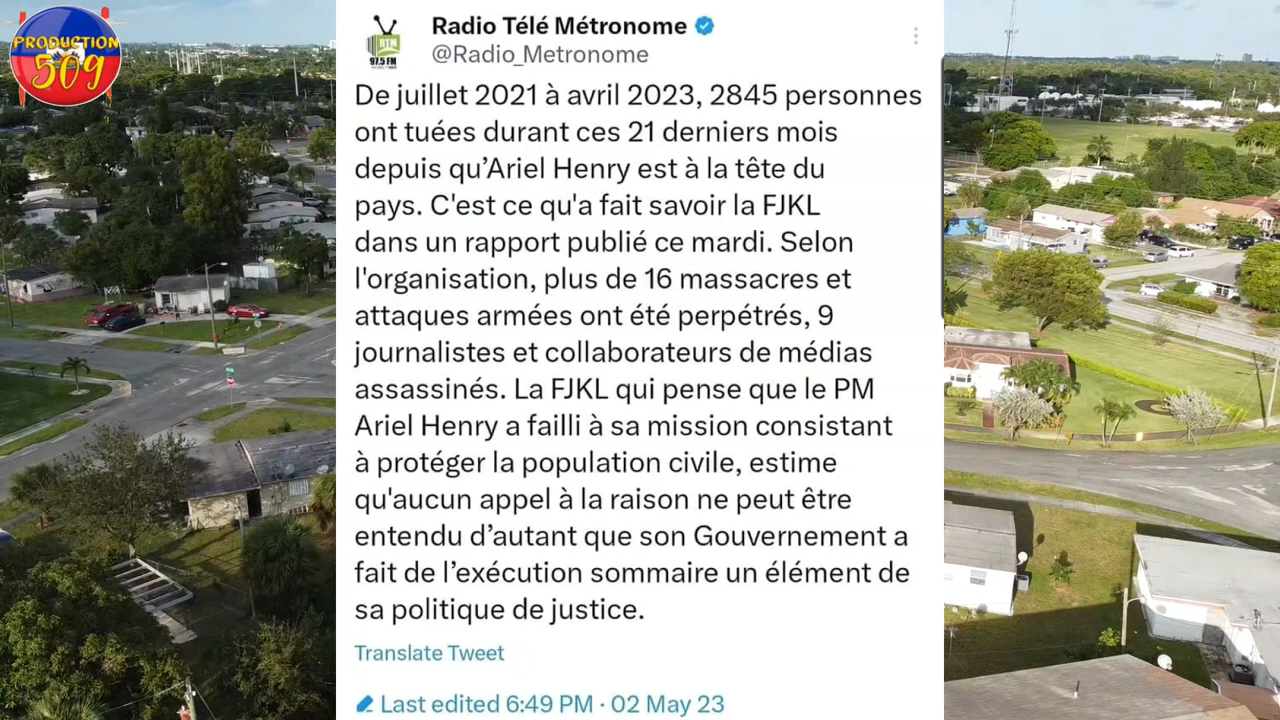 PRODUCTION
509
Radio Télé Métronome
@Radio_Metronome
RTM
97.5 FM
De juillet 2021 à avril 2023, 2845 personnes
ont tuées durant ces 21 derniers mois
depuis qu’Ariel Henry est à la tête du
pays. C'est ce qu'a fait savoir la FJKL
dans un rapport publié ce mardi. Selon
l'organisation, plus de 16 massacres et
attaques armées ont été perpétrés, 9
journalistes et collaborateurs de médias
assassinés. La FJKL qui pense que le PM
Ariel Henry a failli à sa mission consistant
à protéger la population civile, estime
qu'aucun appel à la raison ne peut être
entendu d’autant que son Gouvernement a
fait de l’exécution sommaire un élément de
sa politique de justice.
Translate Tweet
Last edited 6:49 PM · 02 May 23